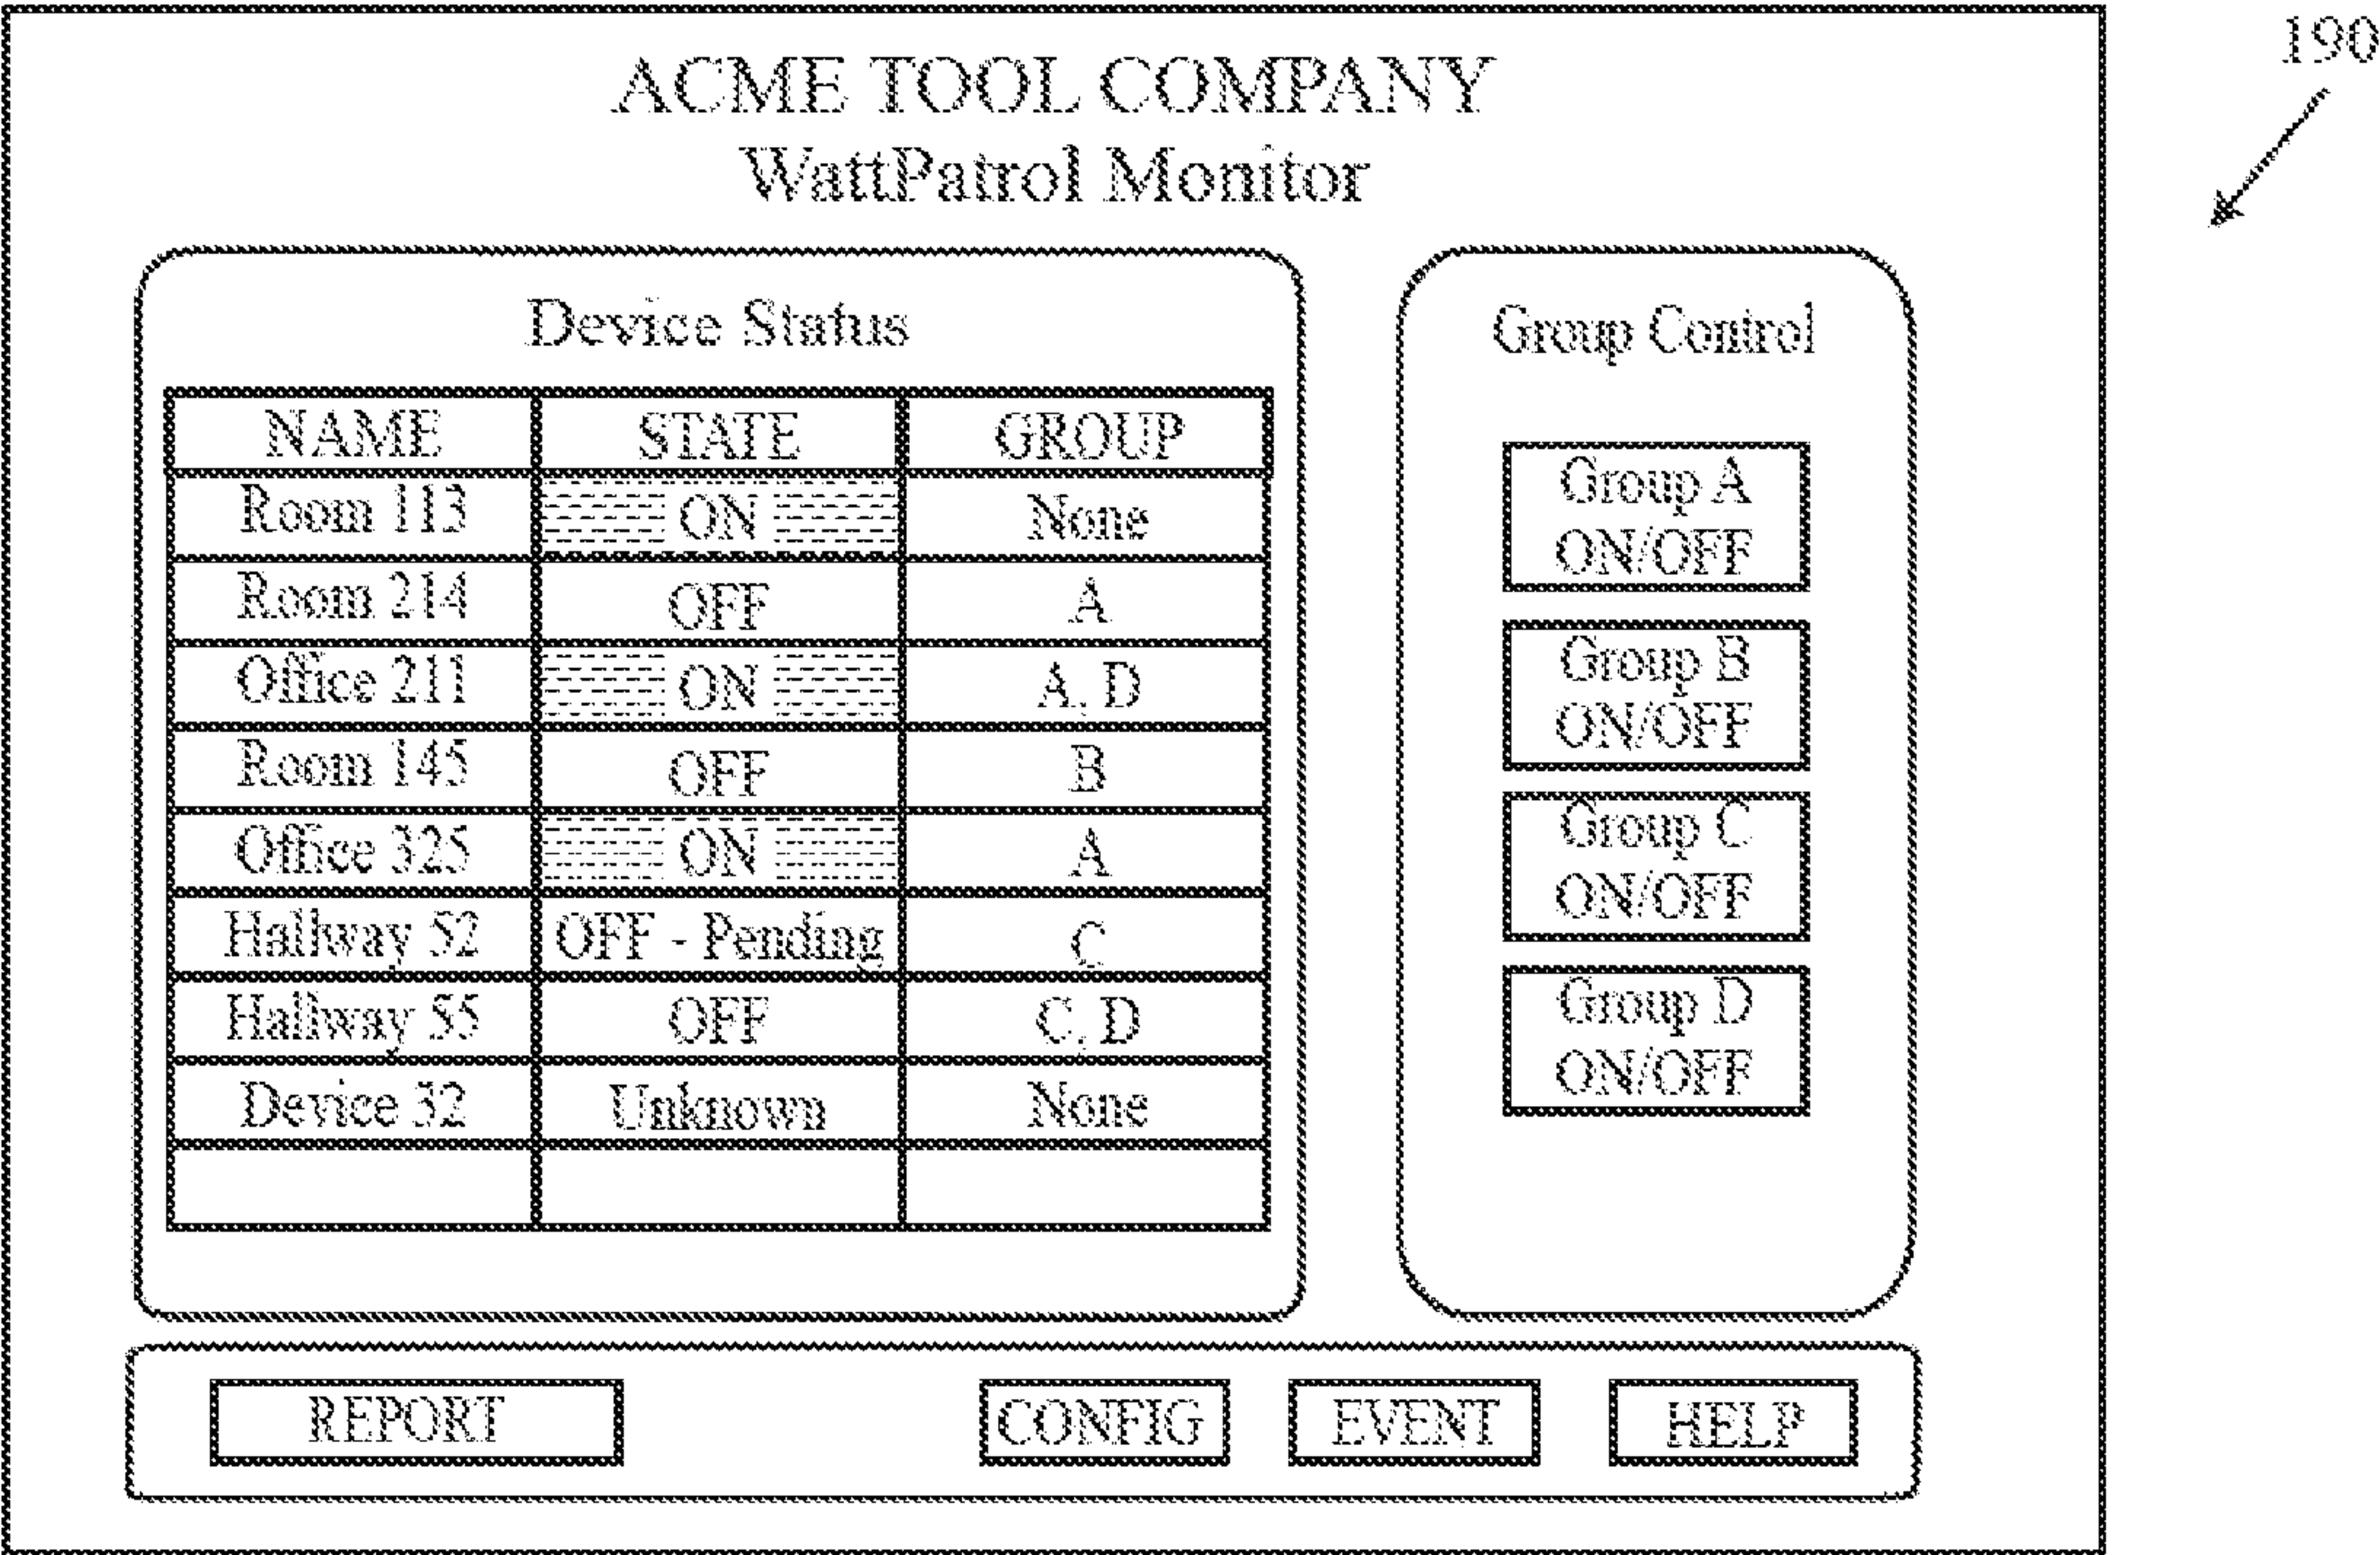 190
ACME TOOL COMPANY
WattPatrol Monitor
Device Status
NAME STATE GROUP
Room 113 ON None
Room 214 OFF A
Office 211 ON A, D
Room 145 OFF B
Office 325 ON A
Hallway 52 OFF - Pending C
Hallway 55 OFF C, D
Device 32 Unknown None
Group Control
Group A
ON/OFF
Group B
ON/OFF
Group C
ON/OFF
Group D
ON/OFF
REPORT CONFIG EVENT HELP